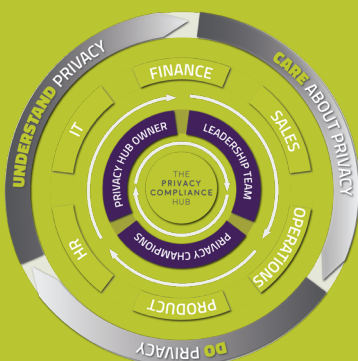 UNDERSTAND PRIVACY
CARE ABOUT PRIVACY
DO PRIVACY
FINANCE
SALES
OPERATIONS
PRODUCT
HR
IT
PRIVACY HUB OWNER
LEADERSHIP TEAM
PRIVACY CHAMPIONS
THE
PRIVACY
COMPLIANCE
HUB